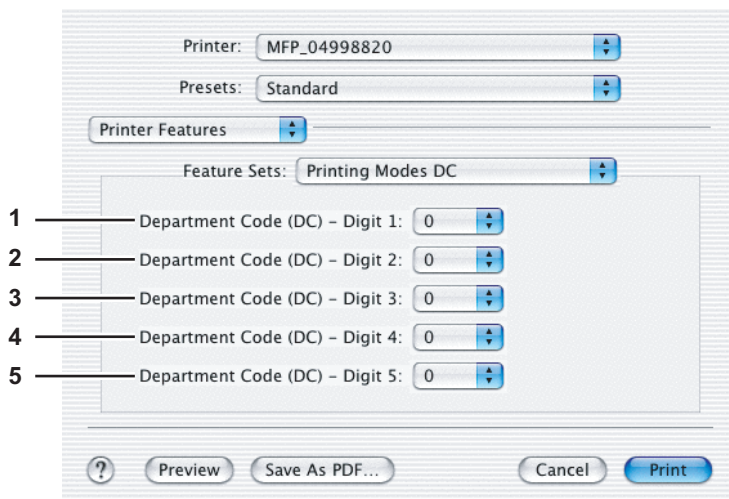 Printer: MFP_04998820
Presets: Standard
Printer Features
Feature Sets: Printing Modes DC
1 Department Code (DC) – Digit 1: 0
2 Department Code (DC) – Digit 2: 0
3 Department Code (DC) – Digit 3: 0
4 Department Code (DC) – Digit 4: 0
5 Department Code (DC) – Digit 5: 0
? Preview Save As PDF... Cancel Print